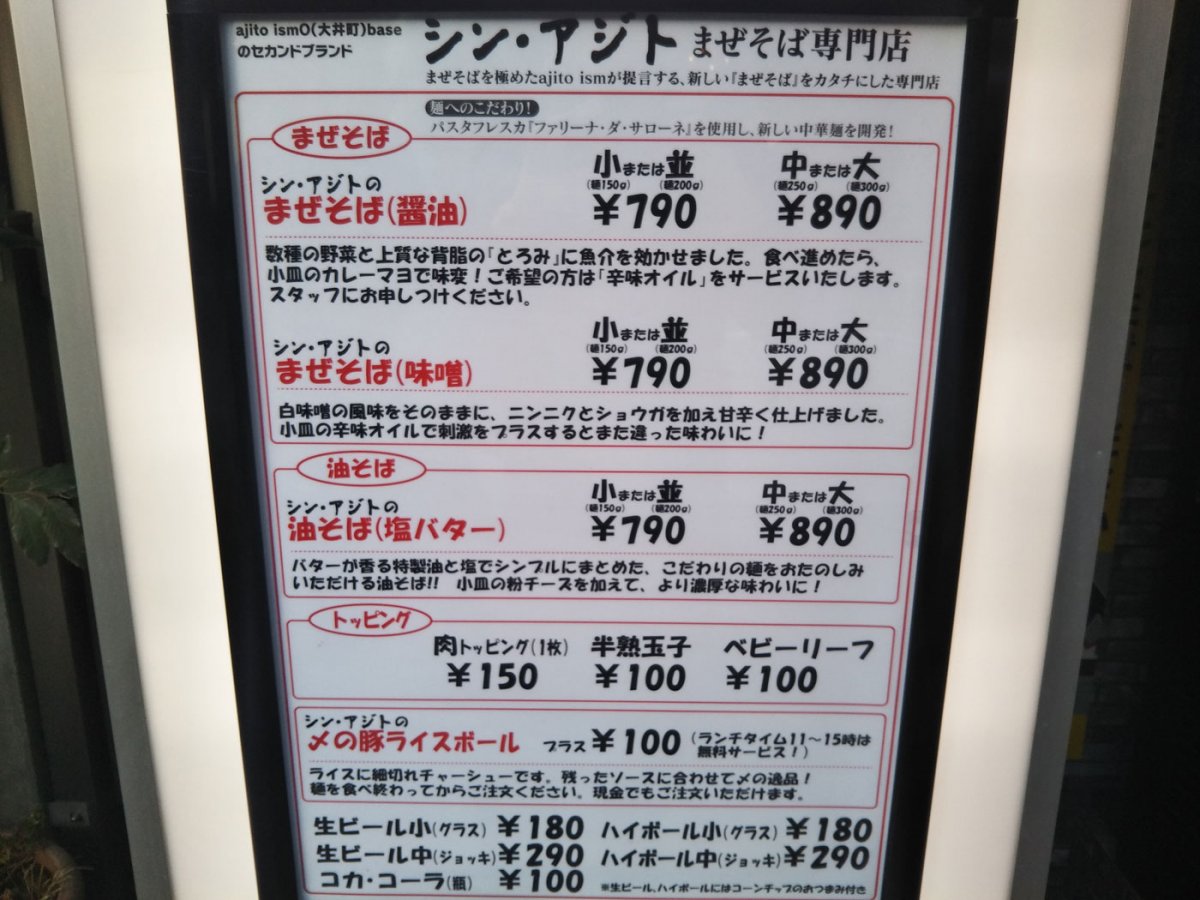 ajito ismO(大井町)base
のセカンドブランド
シン・アジト まぜそば専門店
まぜそばを極めたajito ismが提言する、新しい『まぜそば』をカタチにした専門店
麺へのこだわり!
パスタフレスカ『ファリーナ・ダ・サローネ』を使用し、新しい中華麺を開発!
まぜそば
小または並 中または大
(麺150g) (麺200g) (麺250g) (麺300g)
シン・アジトの
まぜそば(醤油) ¥790 ¥890
数種の野菜と上質な背脂の「とろみ」に魚介を効かせました。食べ進めたら、
小皿のカレーマヨで味変!ご希望の方は「辛味オイル」をサービスいたします。
スタッフにお申しつけください。
小または並 中または大
(麺150g) (麺200g) (麺250g) (麺300g)
シン・アジトの
まぜそば(味噌) ¥790 ¥890
白味噌の風味をそのままに、ニンニクとショウガを加え甘辛く仕上げました。
小皿の辛味オイルで刺激をプラスするとまた違った味わいに!
油そば
小または並 中または大
(麺150g) (麺200g) (麺250g) (麺300g)
シン・アジトの
油そば(塩バター) ¥790 ¥890
バターが香る特製油と塩でシンプルにまとめた、こだわりの麺をおたのしみ
いただける油そば!! 小皿の粉チーズを加えて、より濃厚な味わいに!
トッピング
肉トッピング(1枚) 半熟玉子 ベビーリーフ
¥150 ¥100 ¥100
シン・アジトの
〆の豚ライスボール プラス¥100 (ランチタイム11〜15時は
無料サービス!)
ライスに細切れチャーシューです。残ったソースに合わせて〆の逸品!
麺を食べ終わってからご注文ください。現金でもご注文いただけます。
生ビール小(グラス) ¥180 ハイボール小(グラス) ¥180
生ビール中(ジョッキ) ¥290 ハイボール中(ジョッキ) ¥290
コカ・コーラ(瓶) ¥100 ※生ビール、ハイボールにはコーンチップのおつまみ付き